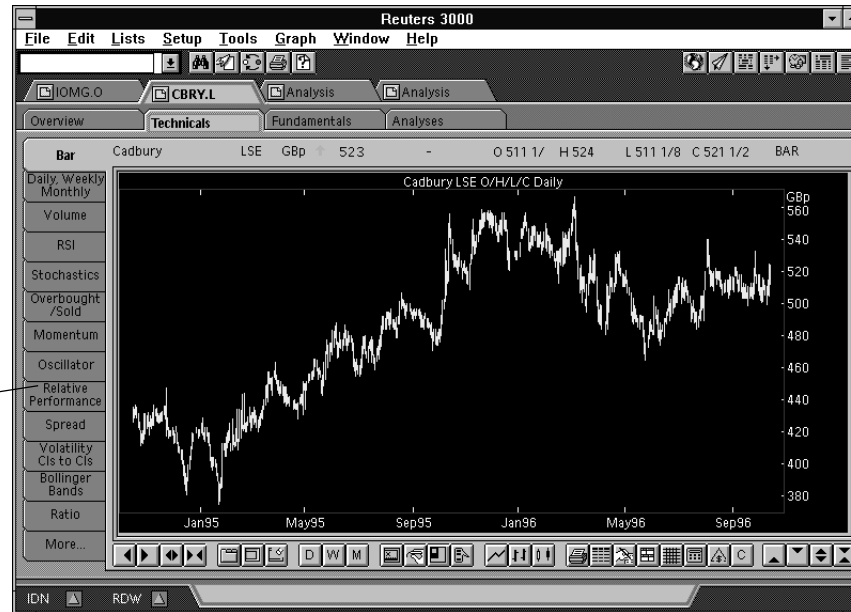 Reuters 3000
File Edit Lists Setup Tools Graph Window Help
IOMG.O CBRY.L Analysis Analysis
Overview Technicals Fundamentals Analyses
Bar
Cadbury LSE GBp 523 - O 511 1/ H 524 L 511 1/8 C 521 1/2 BAR
Daily, Weekly
Monthly
Volume
RSI
Stochastics
Overbought
/Sold
Momentum
Oscillator
Relative
Performance
Spread
Volatility
Cls to Cls
Bollinger
Bands
Ratio
More...
Cadbury LSE O/H/L/C Daily
GBp
560
540
520
500
480
460
440
420
400
380
Jan95 May95 Sep95 Jan96 May96 Sep96
D W M C
IDN RDW